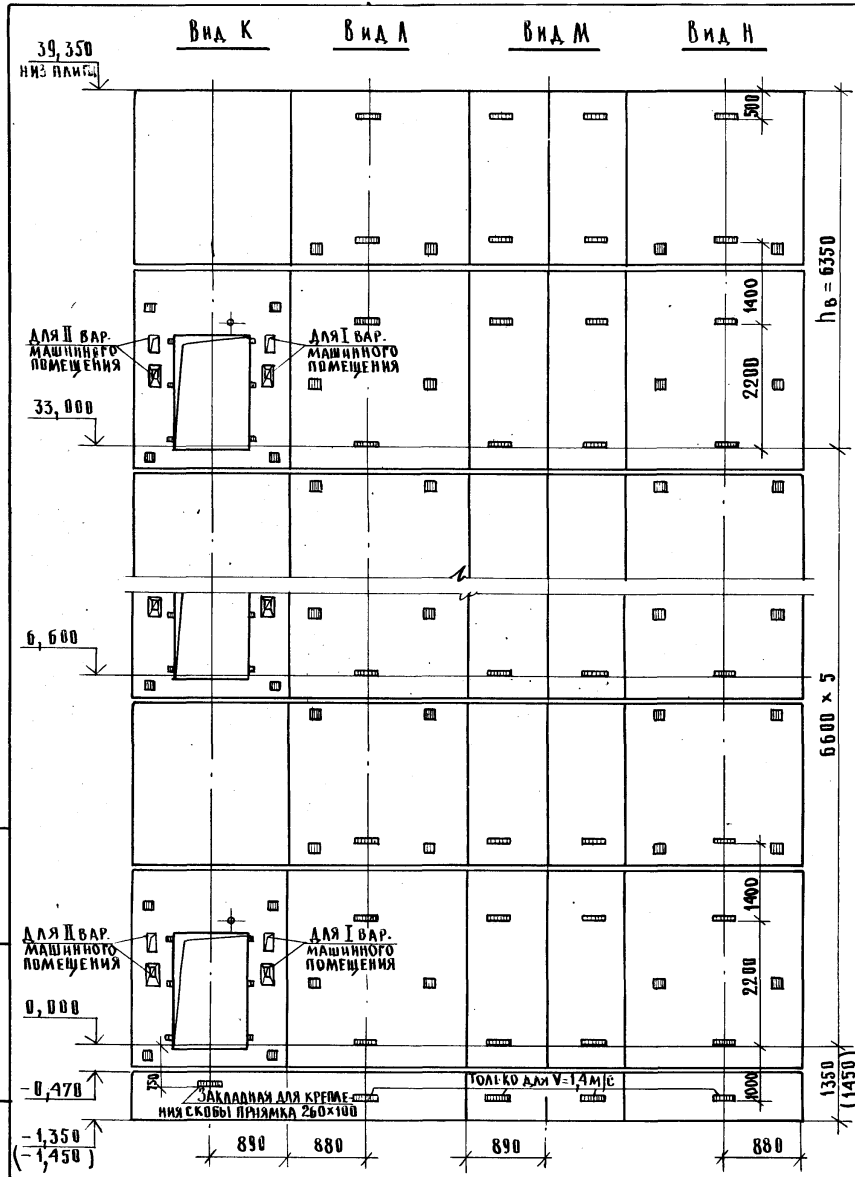 Вид К
Вид Л
Вид М
Вид Н
39,350
низ плиты
500
1400
2200
hв = 6350
ДЛЯ II ВАР.
МАШИННОГО
ПОМЕЩЕНИЯ
ДЛЯ I ВАР.
МАШИННОГО
ПОМЕЩЕНИЯ
33,000
6,600
6600 x 5
1400
2200
ДЛЯ II ВАР.
МАШИННОГО
ПОМЕЩЕНИЯ
ДЛЯ I ВАР.
МАШИННОГО
ПОМЕЩЕНИЯ
0,000
-0,470
750
ЗАКЛАДНАЯ ДЛЯ КРЕПЛЕ-
НИЯ СКОБЫ ПРИЯМКА 260×100
ТОЛЬКО ДЛЯ V=1,4 М/С
1000
1350
(1450)
-1,350
(-1,450)
890
880
890
880